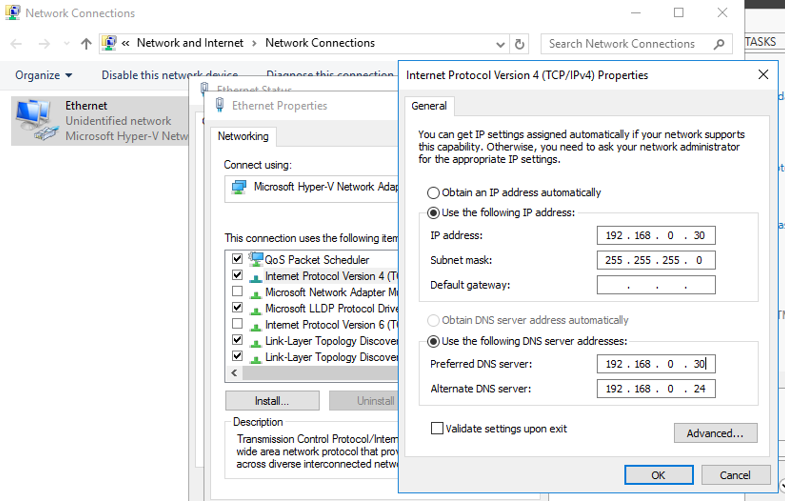 Network Connections
« Network and Internet > Network Connections
Search Network Connections
TASKS
Organize
Disable this network device
Diagnose this connection
Ethernet
Unidentified network
Microsoft Hyper-V Netw
Ethernet Status
Ethernet Properties
Networking
Connect using:
Microsoft Hyper-V Network Adap
This connection uses the following item
QoS Packet Scheduler
Internet Protocol Version 4 (TC
Microsoft Network Adapter M
Microsoft LLDP Protocol Drive
Internet Protocol Version 6 (T
Link-Layer Topology Discover
Link-Layer Topology Discover
Install...
Uninstall
Description
Transmission Control Protocol/Inter
wide area network protocol that prov
across diverse interconnected netwo
Internet Protocol Version 4 (TCP/IPv4) Properties
General
You can get IP settings assigned automatically if your network supports
this capability. Otherwise, you need to ask your network administrator
for the appropriate IP settings.
Obtain an IP address automatically
Use the following IP address:
IP address: 192 . 168 . 0 . 30
Subnet mask: 255 . 255 . 255 . 0
Default gateway: . . .
Obtain DNS server address automatically
Use the following DNS server addresses:
Preferred DNS server: 192 . 168 . 0 . 30
Alternate DNS server: 192 . 168 . 0 . 24
Validate settings upon exit
Advanced...
OK
Cancel